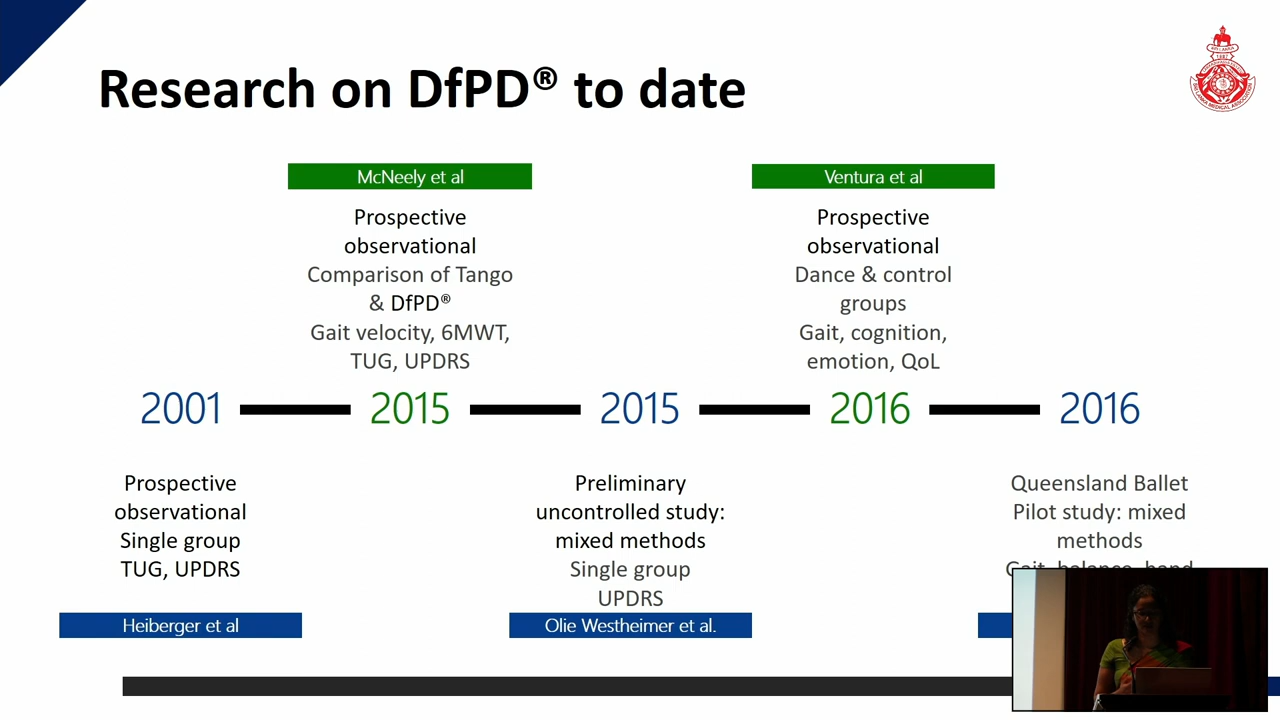 Research on DfPD® to date
McNeely et al
Prospective
observational
Comparison of Tango
& DfPD®
Gait velocity, 6MWT,
TUG, UPDRS
Ventura et al
Prospective
observational
Dance & control
groups
Gait, cognition,
emotion, QoL
2001
2015
2015
2016
2016
Prospective
observational
Single group
TUG, UPDRS
Heiberger et al
Preliminary
uncontrolled study:
mixed methods
Single group
UPDRS
Olie Westheimer et al.
Queensland Ballet
Pilot study: mixed
methods
Gait, balance, hand